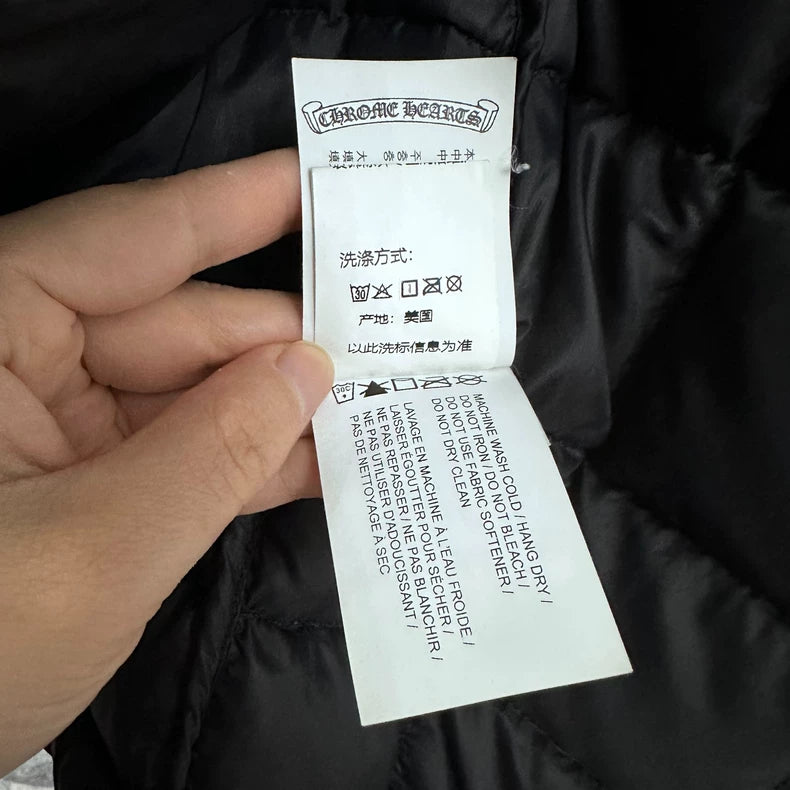 CHROME HEARTS
洗涤方式:
30
产地: 美国
以此洗标信息为准
30C
MACHINE WASH COLD / HANG DRY /
DO NOT IRON / DO NOT BLEACH /
DO NOT USE FABRIC SOFTENER /
DO NOT DRY CLEAN
LAVAGE EN MACHINE À L'EAU FROIDE /
LAISSER ÉGOUTTER POUR SÉCHER /
NE PAS REPASSER / NE PAS BLANCHIR /
NE PAS UTILISER D'ADOUCISSANT /
PAS DE NETTOYAGE À SEC